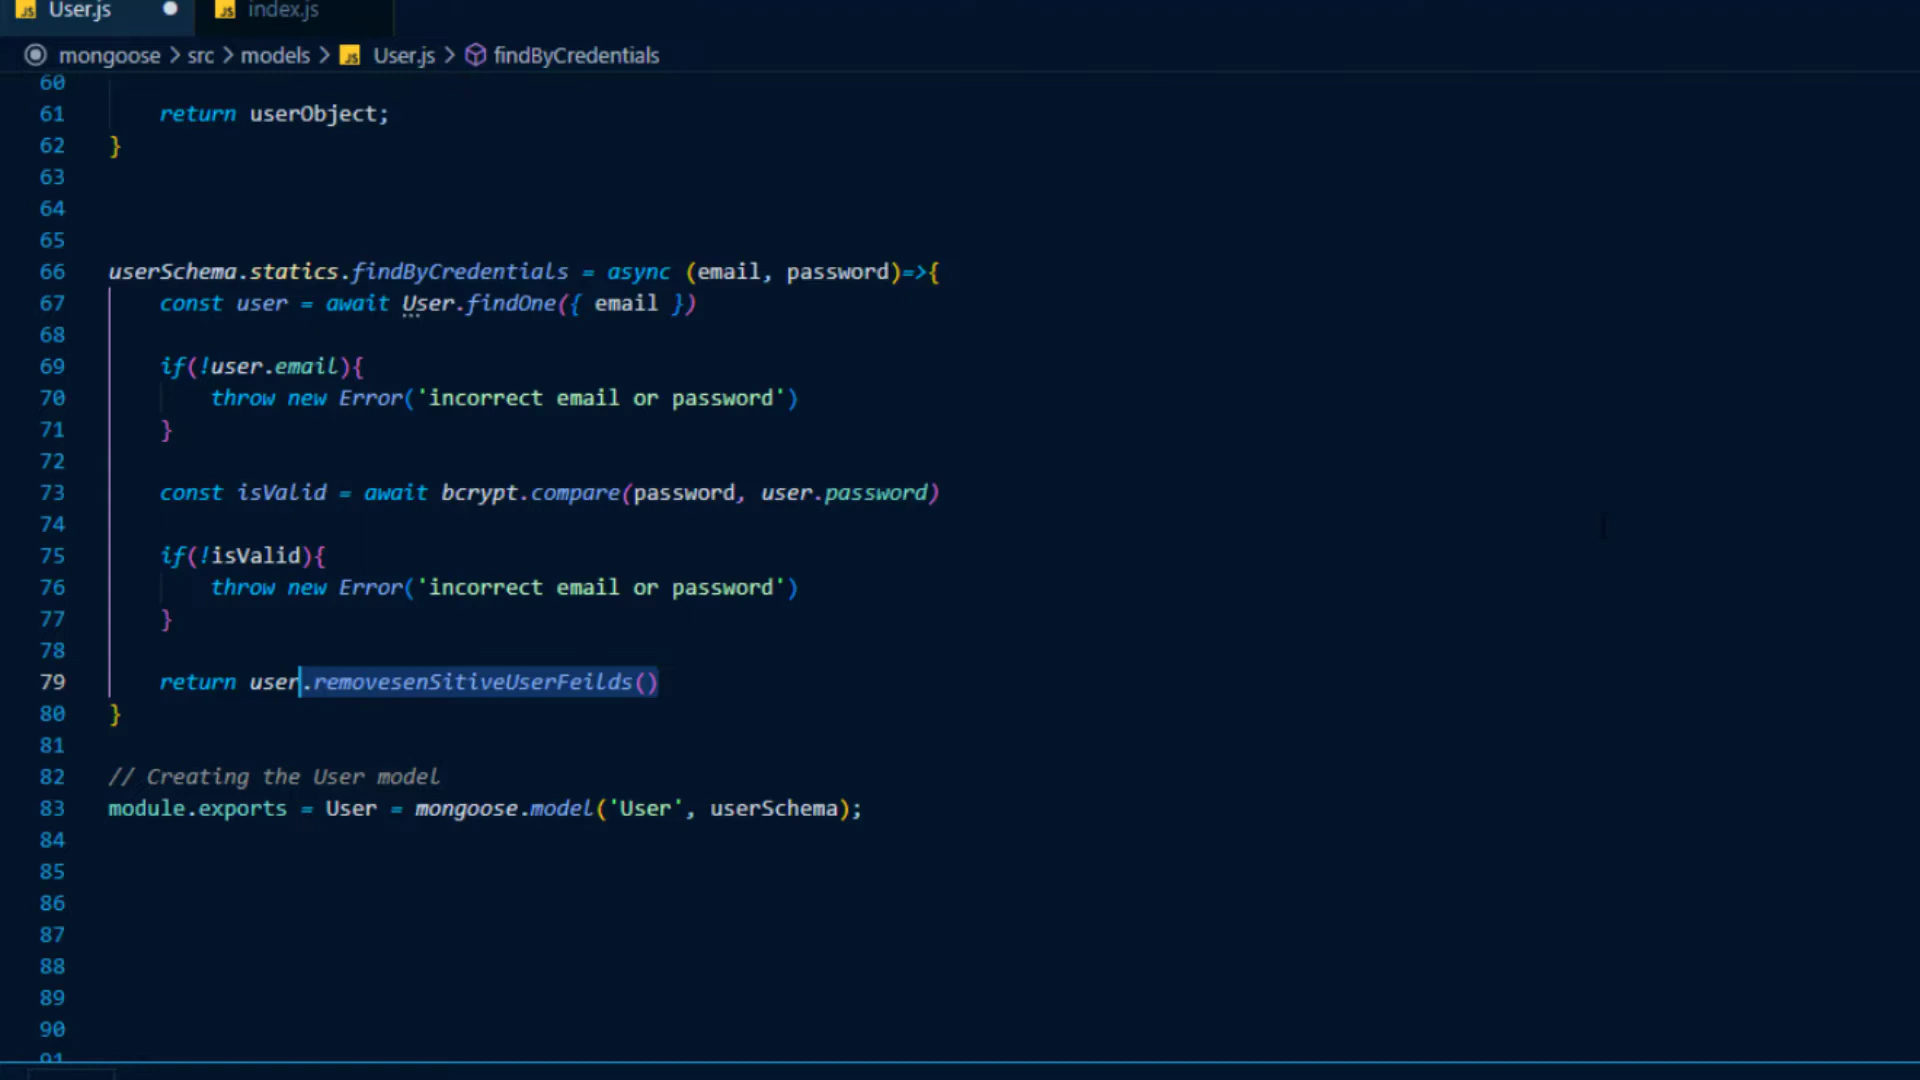 JS User.js JS index.js
mongoose > src > models > JS User.js > findByCredentials
60
61 return userObject;
62 }
63
64
65
66 userSchema.statics.findByCredentials = async (email, password)=>{
67 const user = await User.findOne({ email })
68
69 if(!user.email){
70 throw new Error('incorrect email or password')
71 }
72
73 const isValid = await bcrypt.compare(password, user.password)
74
75 if(!isValid){
76 throw new Error('incorrect email or password')
77 }
78
79 return user.removesenSitiveUserFeilds()
80 }
81
82 // Creating the User model
83 module.exports = User = mongoose.model('User', userSchema);
84
85
86
87
88
89
90
91